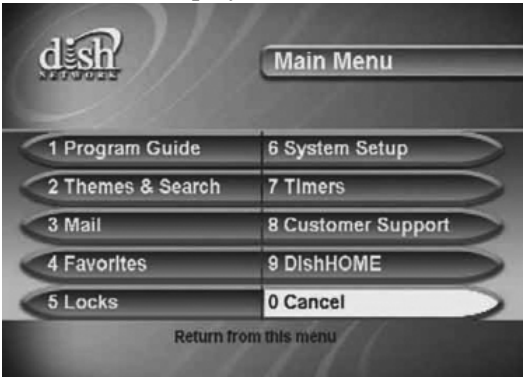 dish
NETWORK
Main Menu
1 Program Guide
2 Themes & Search
3 Mail
4 Favorites
5 Locks
6 System Setup
7 Timers
8 Customer Support
9 DishHOME
0 Cancel
Return from this menu